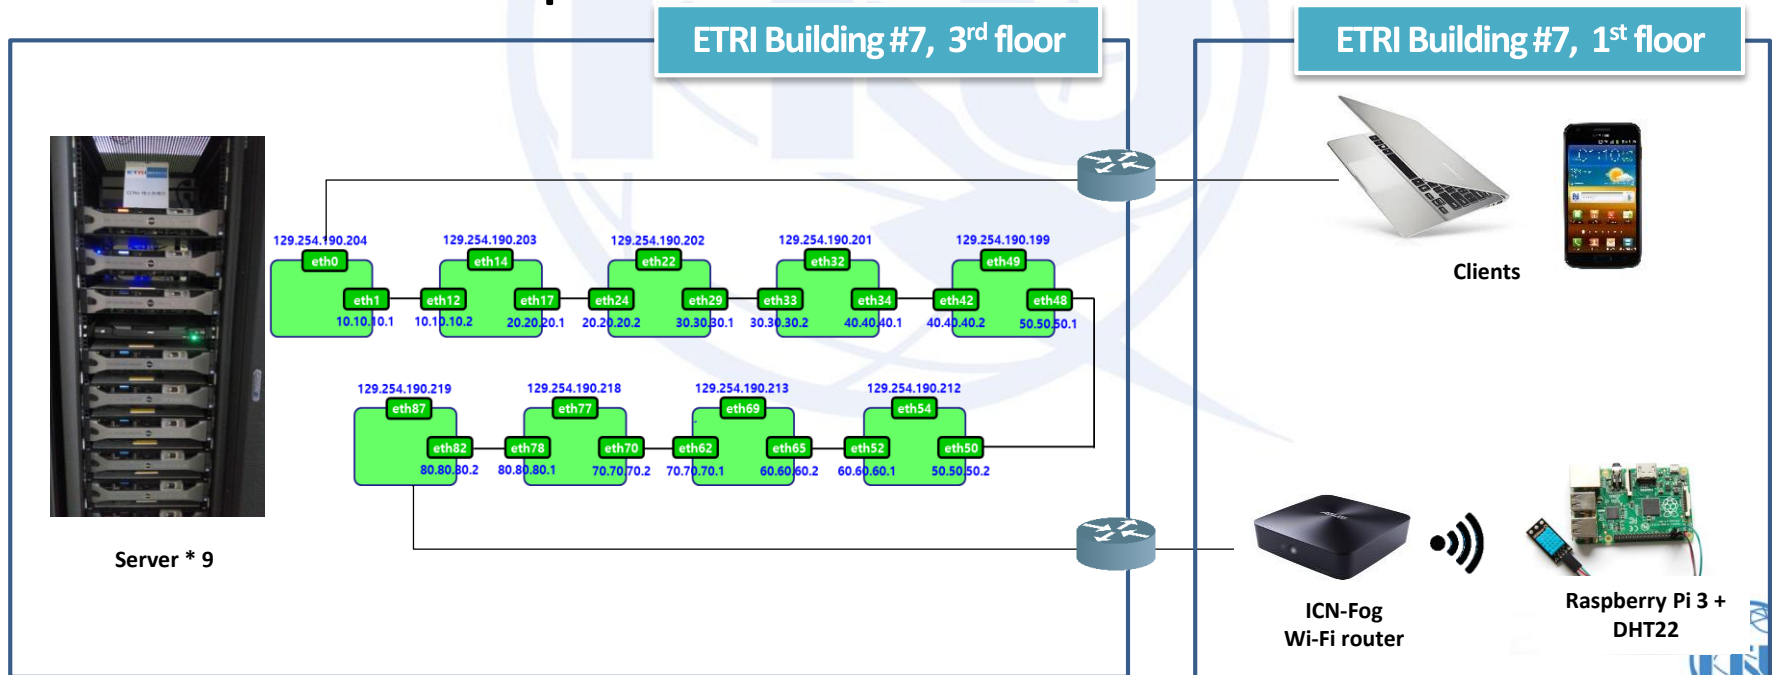 ETRI Building #7, 3rd floor
ETRI Building #7, 1st floor
129.254.190.204
129.254.190.203
129.254.190.202
129.254.190.201
129.254.190.199
eth0
eth14
eth22
eth32
eth49
eth1
eth12
eth17
eth24
eth29
eth33
eth34
eth42
eth48
10.10.10.1
10.10.10.2
20.20.20.1
20.20.20.2
30.30.30.1
30.30.30.2
40.40.40.1
40.40.40.2
50.50.50.1
129.254.190.219
129.254.190.218
129.254.190.213
129.254.190.212
eth87
eth77
eth69
eth54
eth82
eth78
eth70
eth62
eth65
eth52
eth50
80.80.80.2
80.80.80.1
70.70.70.2
70.70.70.1
60.60.60.2
60.60.60.1
50.50.50.2
Server * 9
Clients
ICN-Fog
Wi-Fi router
Raspberry Pi 3 +
DHT22